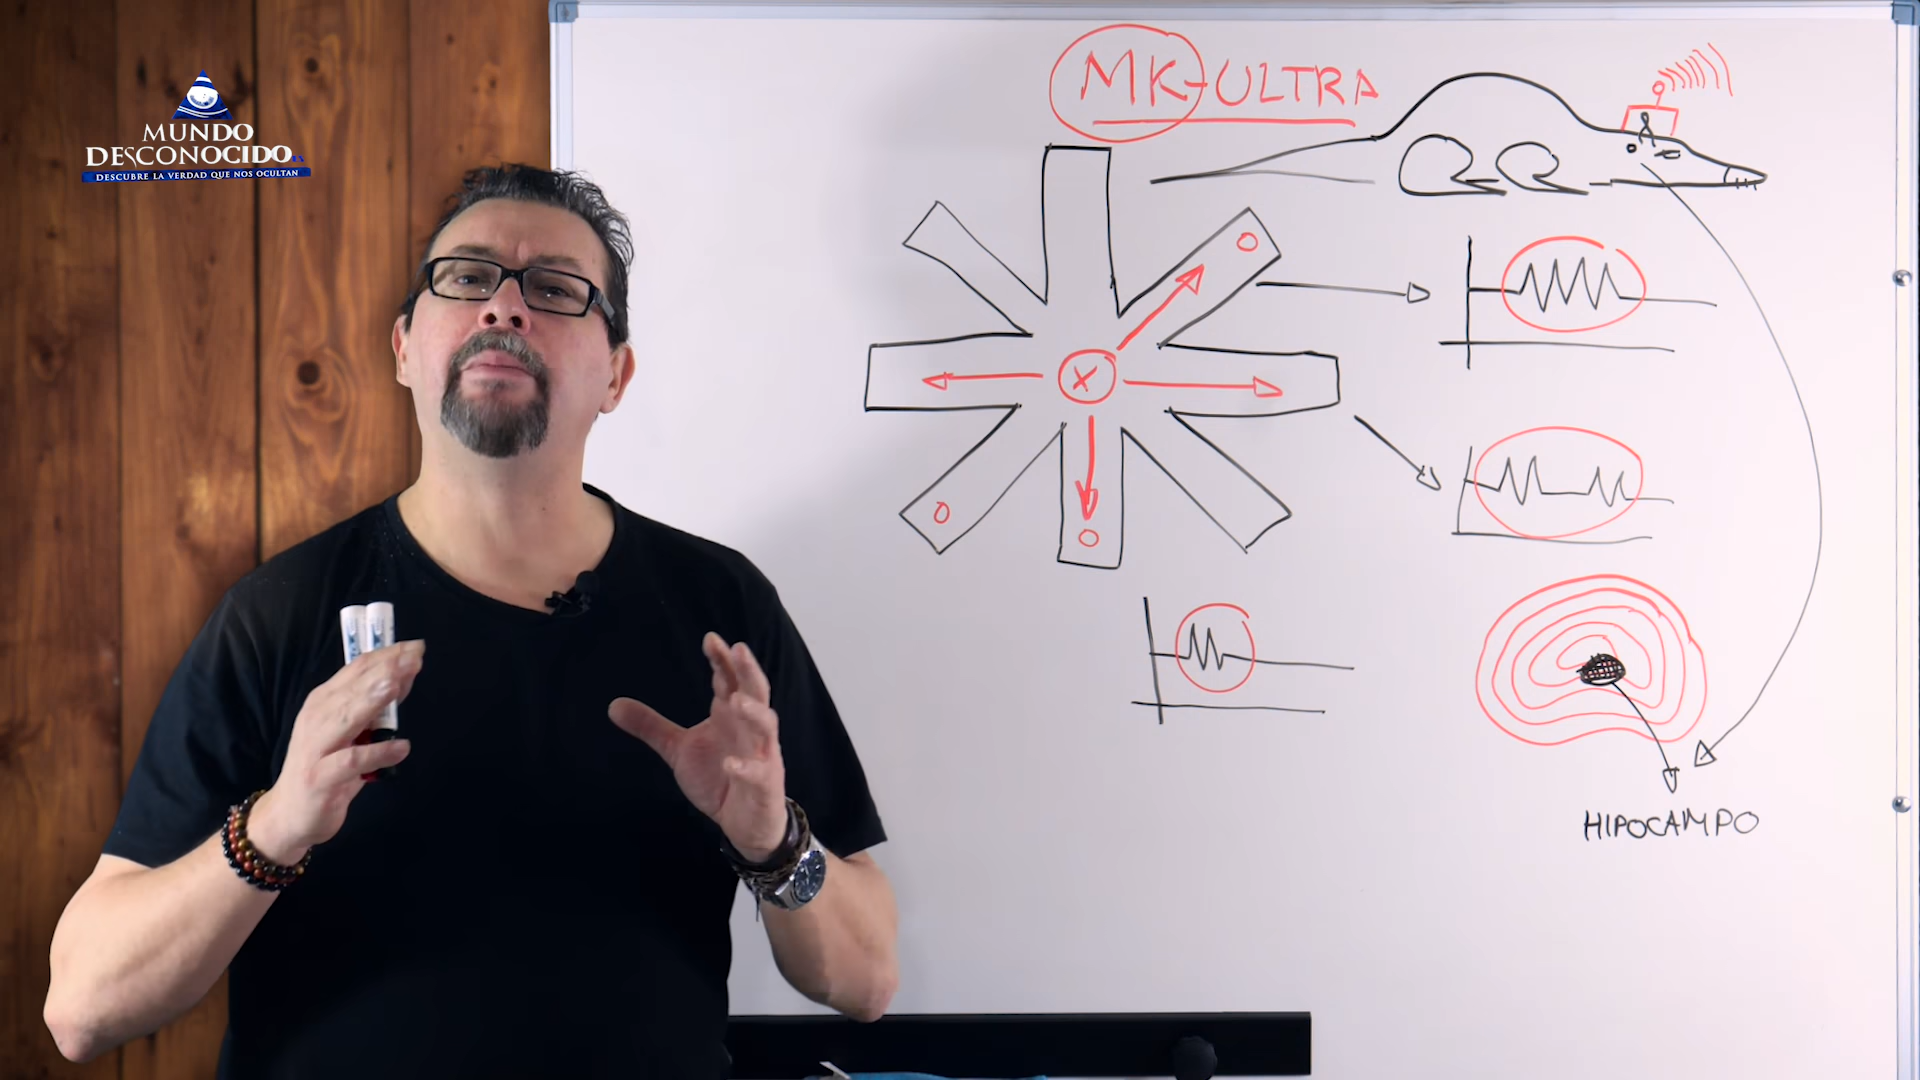 MUNDO
DESCONOCIDO
DESCUBRE LA VERDAD QUE NOS OCULTAN
MK-ULTRA
X
HIPOCAMPO